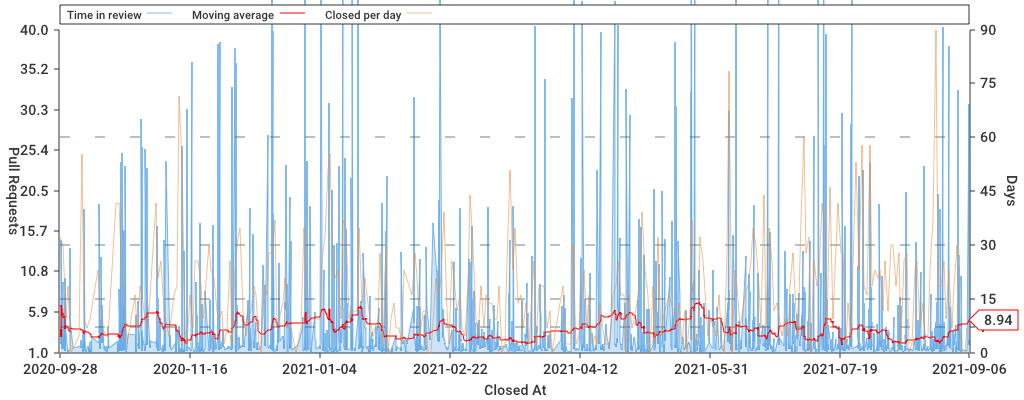 Time in review Moving average Closed per day
40.0 90
35.2 75
30.3
60
25.4
20.5 45
15.7 30
10.8
15
5.9
8.94
1.0 0
Pull Requests
Days
2020-09-28 2020-11-16 2021-01-04 2021-02-22 2021-04-12 2021-05-31 2021-07-19 2021-09-06
Closed At